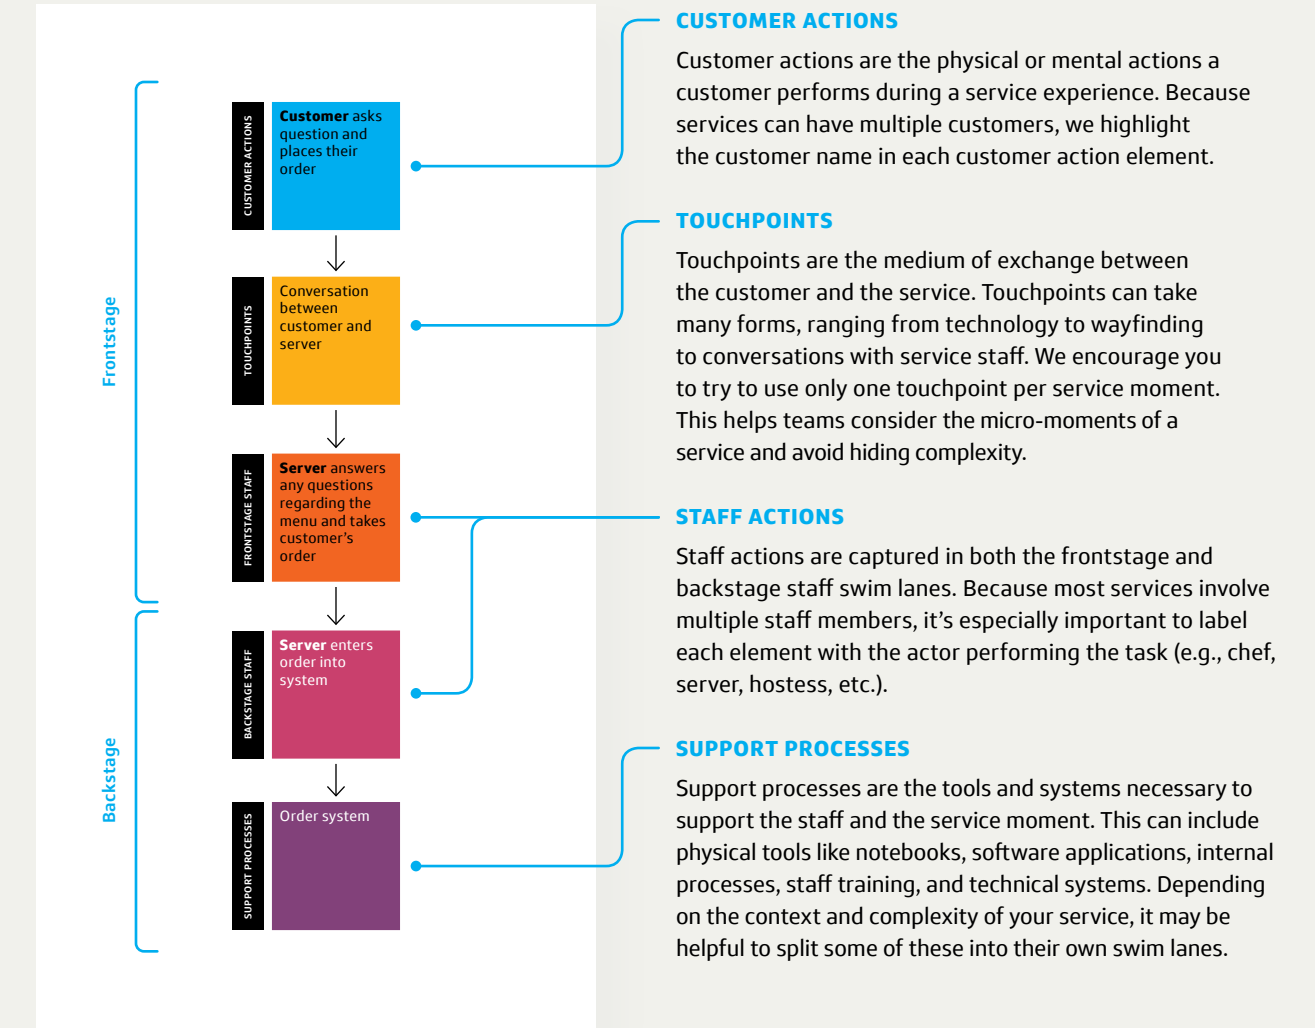 Frontstage
CUSTOMER ACTIONS
Customer asks
question and
places their
order
TOUCHPOINTS
Conversation
between
customer and
server
FRONTSTAGE STAFF
Server answers
any questions
regarding the
menu and takes
customer's
order
Backstage
BACKSTAGE STAFF
Server enters
order into
system
SUPPORT PROCESSES
Order system
CUSTOMER ACTIONS
Customer actions are the physical or mental actions a
customer performs during a service experience. Because
services can have multiple customers, we highlight
the customer name in each customer action element.
TOUCHPOINTS
Touchpoints are the medium of exchange between
the customer and the service. Touchpoints can take
many forms, ranging from technology to wayfinding
to conversations with service staff. We encourage you
to try to use only one touchpoint per service moment.
This helps teams consider the micro-moments of a
service and avoid hiding complexity.
STAFF ACTIONS
Staff actions are captured in both the frontstage and
backstage staff swim lanes. Because most services involve
multiple staff members, it's especially important to label
each element with the actor performing the task (e.g., chef,
server, hostess, etc.).
SUPPORT PROCESSES
Support processes are the tools and systems necessary to
support the staff and the service moment. This can include
physical tools like notebooks, software applications, internal
processes, staff training, and technical systems. Depending
on the context and complexity of your service, it may be
helpful to split some of these into their own swim lanes.